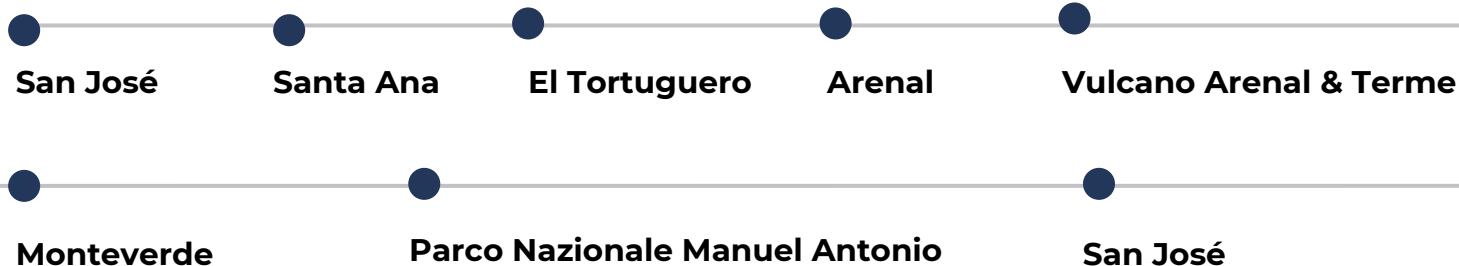 San José
Santa Ana
El Tortuguero
Arenal
Vulcano Arenal & Terme
Monteverde
Parco Nazionale Manuel Antonio
San José